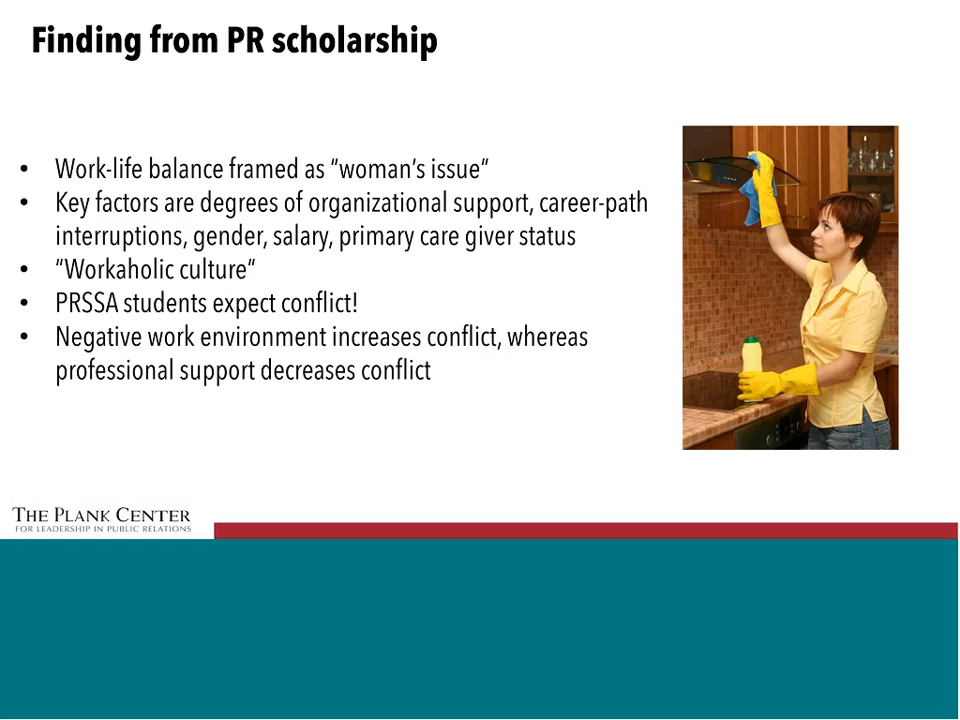 Finding from PR scholarship
• Work-life balance framed as "woman's issue"
• Key factors are degrees of organizational support, career-path
interruptions, gender, salary, primary care giver status
• "Workaholic culture"
• PRSSA students expect conflict!
• Negative work environment increases conflict, whereas
professional support decreases conflict
THE PLANK CENTER
FOR LEADERSHIP IN PUBLIC RELATIONS